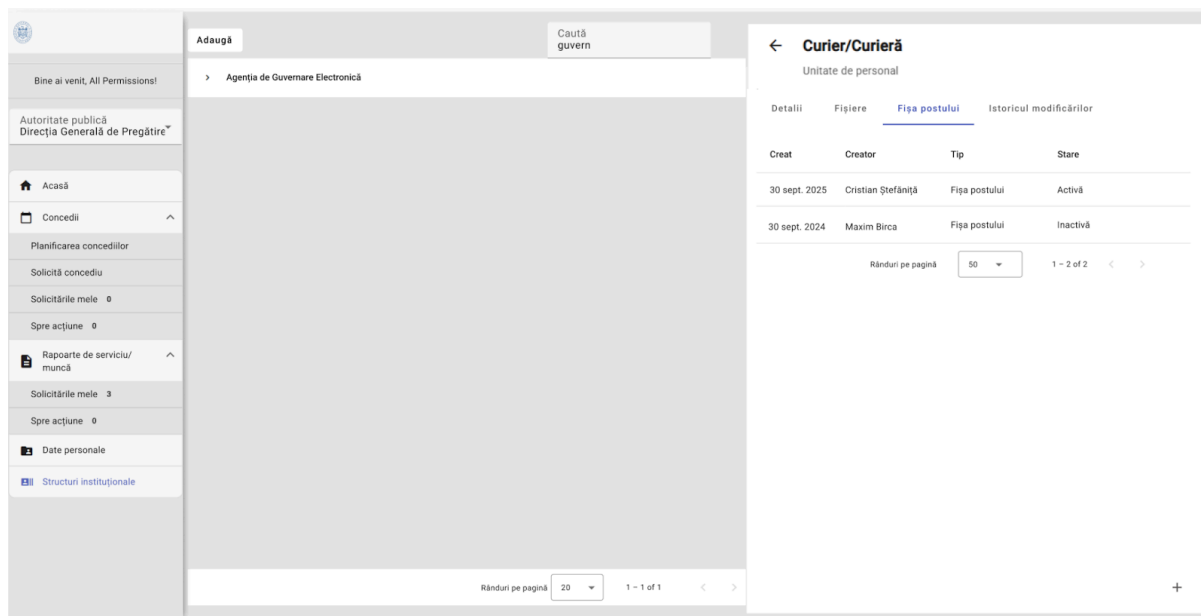 Bine ai venit, All Permissions!
Autoritate publică
Direcția Generală de Pregătire
Acasă
Concedii
Planificarea concediilor
Solicită concediu
Solicitările mele 0
Spre acțiune 0
Rapoarte de serviciu/
muncă
Solicitările mele 3
Spre acțiune 0
Date personale
Structuri instituționale
Adaugă
Caută
guvern
Agenția de Guvernare Electronică
Rânduri pe pagină 20 1 – 1 of 1
Curier/Curieră
Unitate de personal
Detalii Fișiere Fișa postului Istoricul modificărilor
Creat Creator Tip Stare
30 sept. 2025 Cristian Ștefăniță Fișa postului Activă
30 sept. 2024 Maxim Birca Fișa postului Inactivă
Rânduri pe pagină 50 1 – 2 of 2